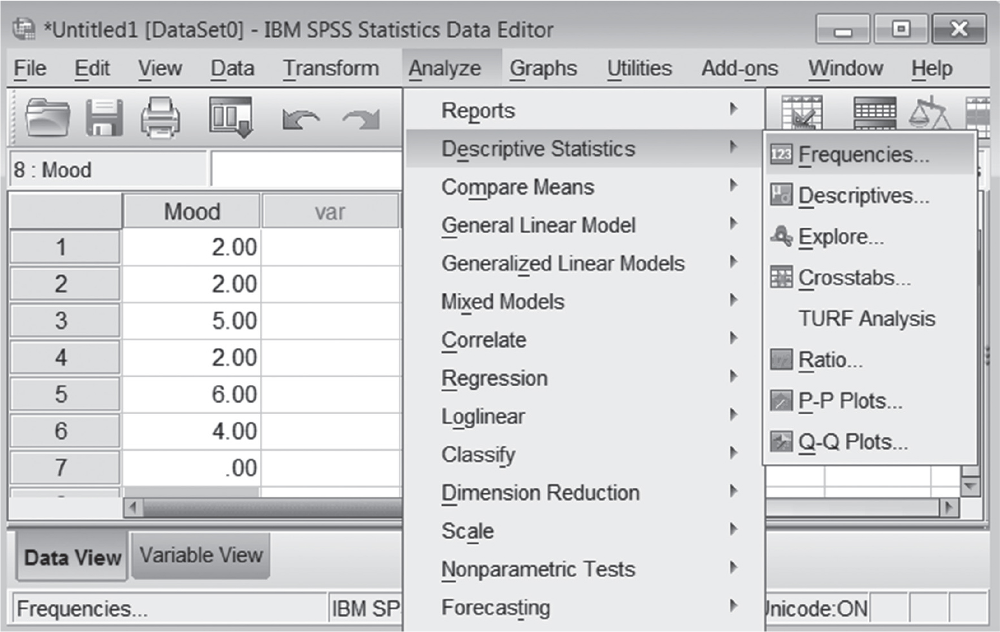 *Untitled1 [DataSet0] - IBM SPSS Statistics Data Editor
File Edit View Data Transform Analyze Graphs Utilities Add-ons Window Help
8 : Mood
Mood var
1 2.00
2 2.00
3 5.00
4 2.00
5 6.00
6 4.00
7 .00
Reports
Descriptive Statistics
Compare Means
General Linear Model
Generalized Linear Models
Mixed Models
Correlate
Regression
Loglinear
Classify
Dimension Reduction
Scale
Nonparametric Tests
Forecasting
123 Frequencies...
Descriptives...
Explore...
Crosstabs...
TURF Analysis
Ratio...
P-P Plots...
Q-Q Plots...
Data View Variable View
Frequencies... IBM SP Unicode:ON